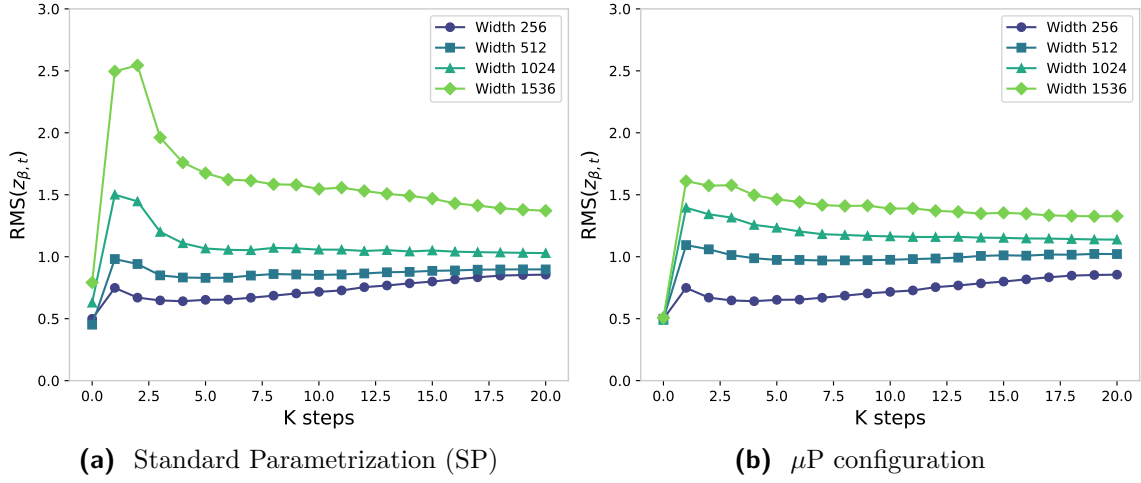 3.0
2.5
2.0
1.5
1.0
0.5
0.0
RMS(z_{β, t})
Width 256
Width 512
Width 1024
Width 1536
0.0 2.5 5.0 7.5 10.0 12.5 15.0 17.5 20.0
K steps
(a) Standard Parametrization (SP)
3.0
2.5
2.0
1.5
1.0
0.5
0.0
RMS(z_{β, t})
Width 256
Width 512
Width 1024
Width 1536
0.0 2.5 5.0 7.5 10.0 12.5 15.0 17.5 20.0
K steps
(b) μP configuration